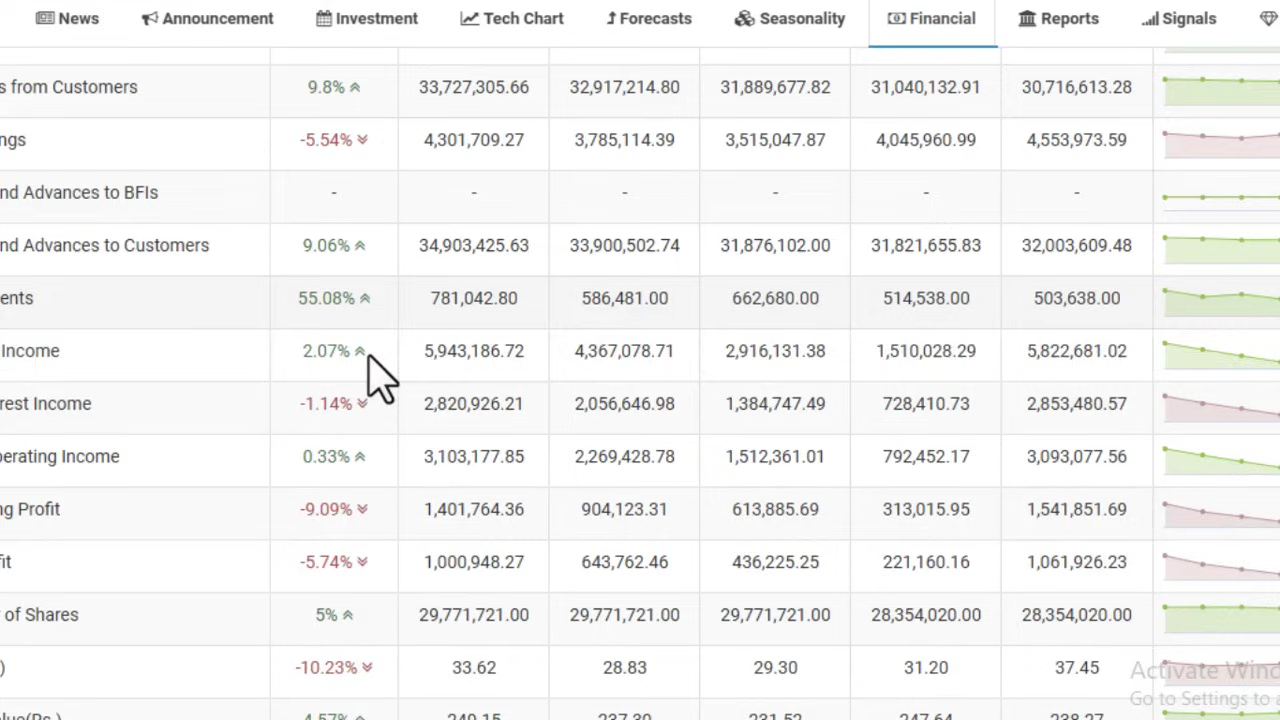 News Announcement Investment Tech Chart Forecasts Seasonality Financial Reports Signals
s from Customers 9.8% 33,727,305.66 32,917,214.80 31,889,677.82 31,040,132.91 30,716,613.28
ngs -5.54% 4,301,709.27 3,785,114.39 3,515,047.87 4,045,960.99 4,553,973.59
nd Advances to BFIs - - - - - -
nd Advances to Customers 9.06% 34,903,425.63 33,900,502.74 31,876,102.00 31,821,655.83 32,003,609.48
ents 55.08% 781,042.80 586,481.00 662,680.00 514,538.00 503,638.00
Income 2.07% 5,943,186.72 4,367,078.71 2,916,131.38 1,510,028.29 5,822,681.02
rest Income -1.14% 2,820,926.21 2,056,646.98 1,384,747.49 728,410.73 2,853,480.57
perating Income 0.33% 3,103,177.85 2,269,428.78 1,512,361.01 792,452.17 3,093,077.56
ng Profit -9.09% 1,401,764.36 904,123.31 613,885.69 313,015.95 1,541,851.69
fit -5.74% 1,000,948.27 643,762.46 436,225.25 221,160.16 1,061,926.23
of Shares 5% 29,771,721.00 29,771,721.00 29,771,721.00 28,354,020.00 28,354,020.00
) -10.23% 33.62 28.83 29.30 31.20 37.45
Activate Wind
Go to Settings to a